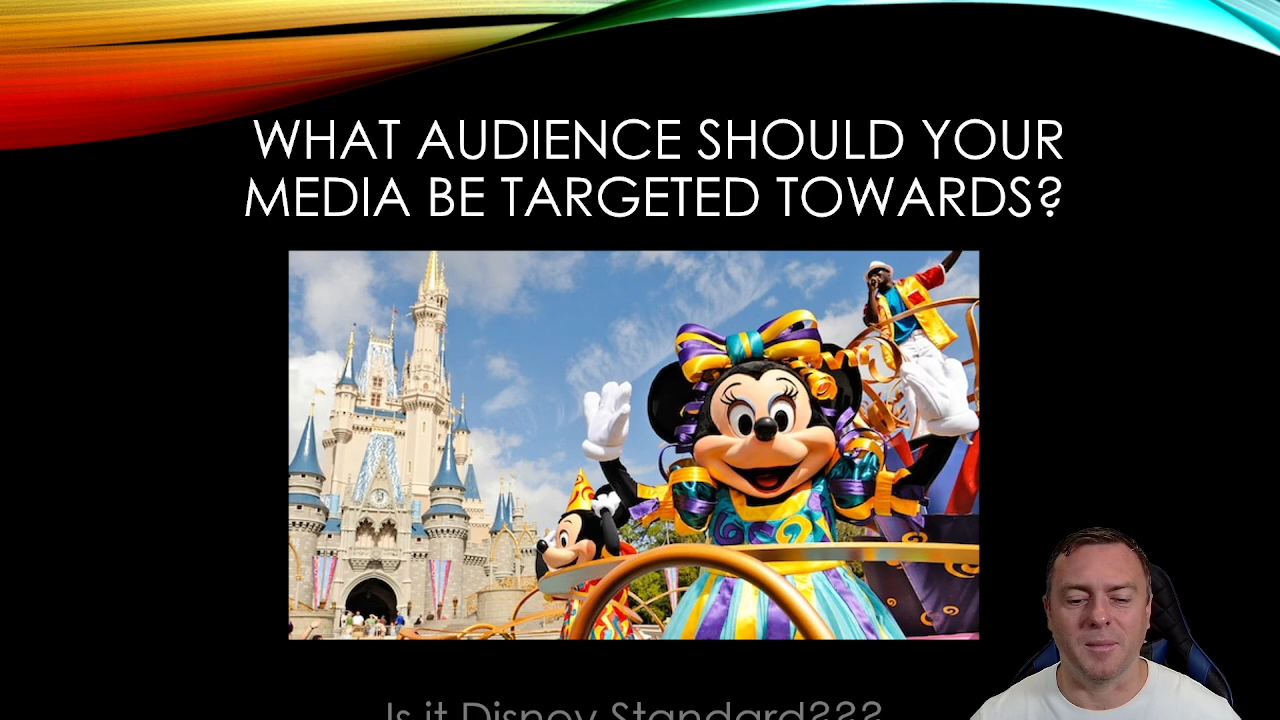 WHAT AUDIENCE SHOULD YOUR
MEDIA BE TARGETED TOWARDS?
Is it Disney Standard???